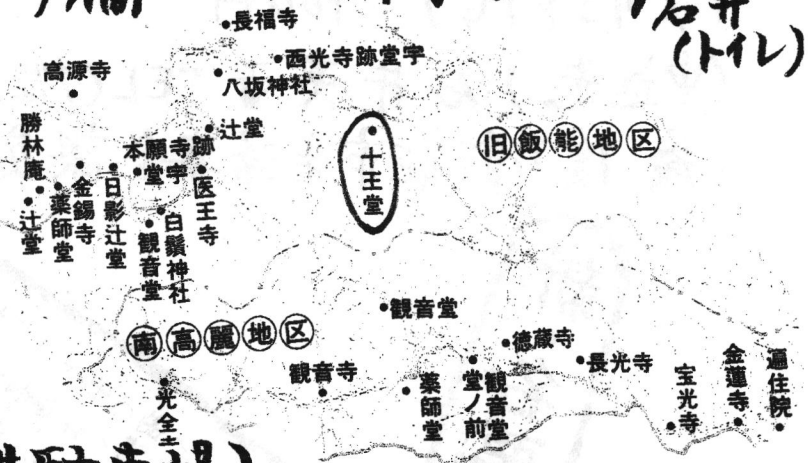 岩井
(トイレ)
長福寺
西光寺跡堂宇
八坂神社
高源寺
辻堂
十王堂
旧飯能地区
勝林庵
辻堂
薬師堂
金錫寺
日影辻堂
本願寺跡
堂宇
医王寺
白鬚神社
観音堂
観音堂
南高麗地区
徳蔵寺
長光寺
観音寺
薬師堂
観音堂
堂ノ前
宝光寺
金蓮寺
遍住院
光全寺